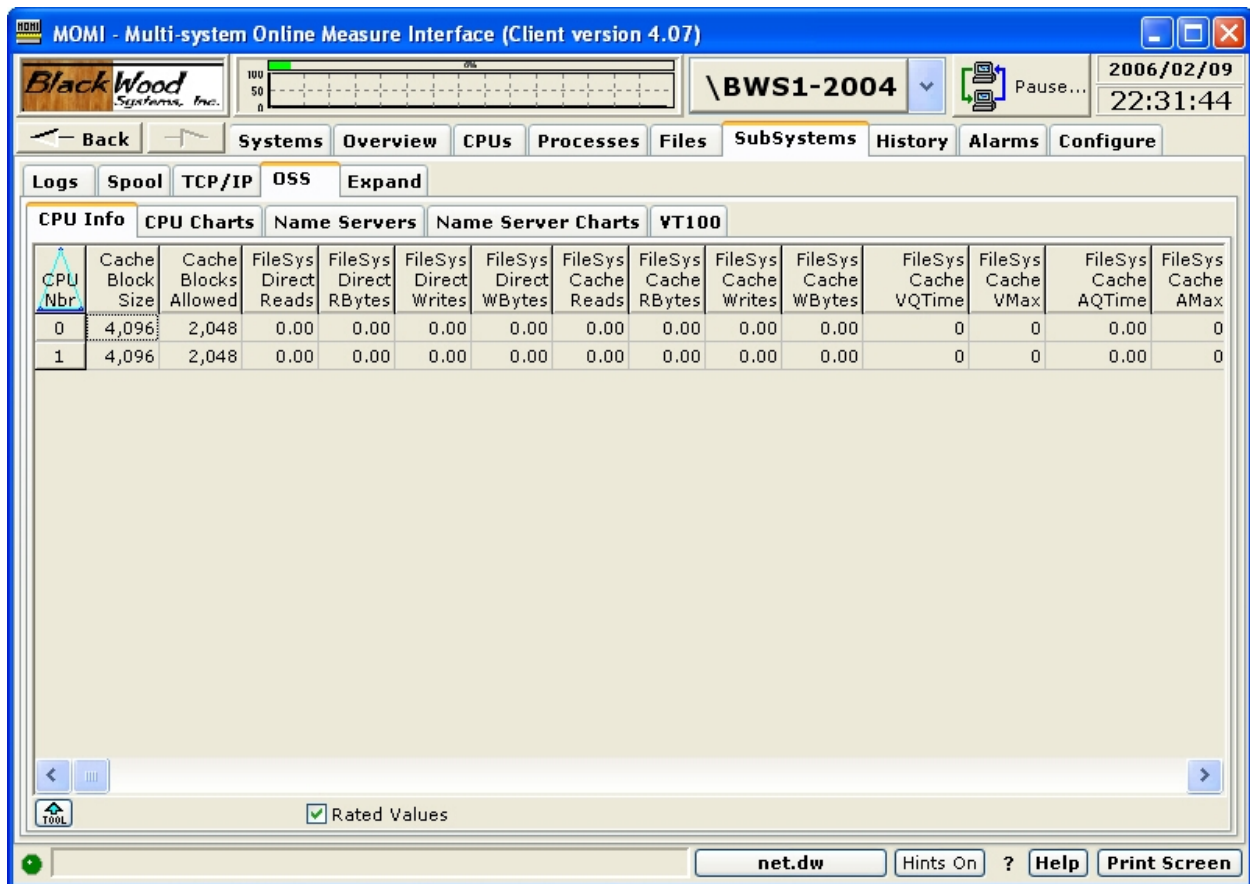 MOMI - Multi-system Online Measure Interface (Client version 4.07)
BlackWood
Systems, Inc.
0%
100
50
0
\BWS1-2004
Pause...
2006/02/09
22:31:44
Back Systems Overview CPUs Processes Files SubSystems History Alarms Configure
Logs Spool TCP/IP OSS Expand
CPU Info CPU Charts Name Servers Name Server Charts VT100
CPU Nbr Cache Block Size Cache Blocks Allowed FileSys Direct Reads FileSys Direct RBytes FileSys Direct Writes FileSys Direct WBytes FileSys Cache Reads FileSys Cache RBytes FileSys Cache Writes FileSys Cache WBytes FileSys Cache VQTime FileSys Cache VMax FileSys Cache AQTime FileSys Cache AMax
0 4,096 2,048 0.00 0.00 0.00 0.00 0.00 0.00 0.00 0.00 0 0 0.00 0
1 4,096 2,048 0.00 0.00 0.00 0.00 0.00 0.00 0.00 0.00 0 0 0.00 0
TOOL Rated Values
net.dw Hints On ? Help Print Screen